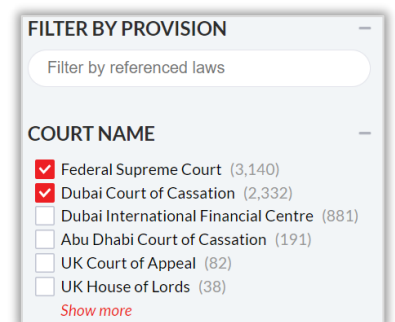 FILTER BY PROVISION
Filter by referenced laws
COURT NAME
Federal Supreme Court (3,140)
Dubai Court of Cassation (2,332)
Dubai International Financial Centre (881)
Abu Dhabi Court of Cassation (191)
UK Court of Appeal (82)
UK House of Lords (38)
Show more